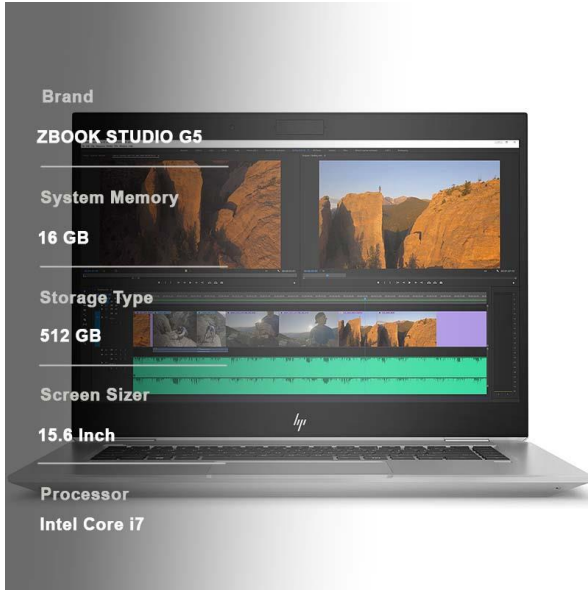 Brand
ZBOOK STUDIO G5
System Memory
16 GB
Storage Type
512 GB
Screen Sizer
15.6 Inch
hp
Processor
Intel Core i7